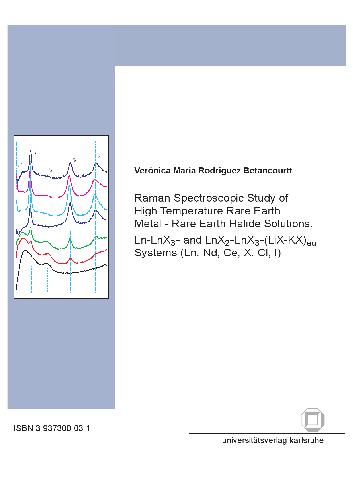 Verónica María Rodríguez Betancourtt
Raman Spectroscopic Study of
High Temperature Rare Earth
Metal - Rare Earth Halide Solutions.
Ln-LnX3- and LnX2-LnX3-(LiX-KX)eu
Systems (Ln: Nd, Ce, X: Cl, I)
ISBN 3 937300 03 1
universitätsverlag karlsruhe